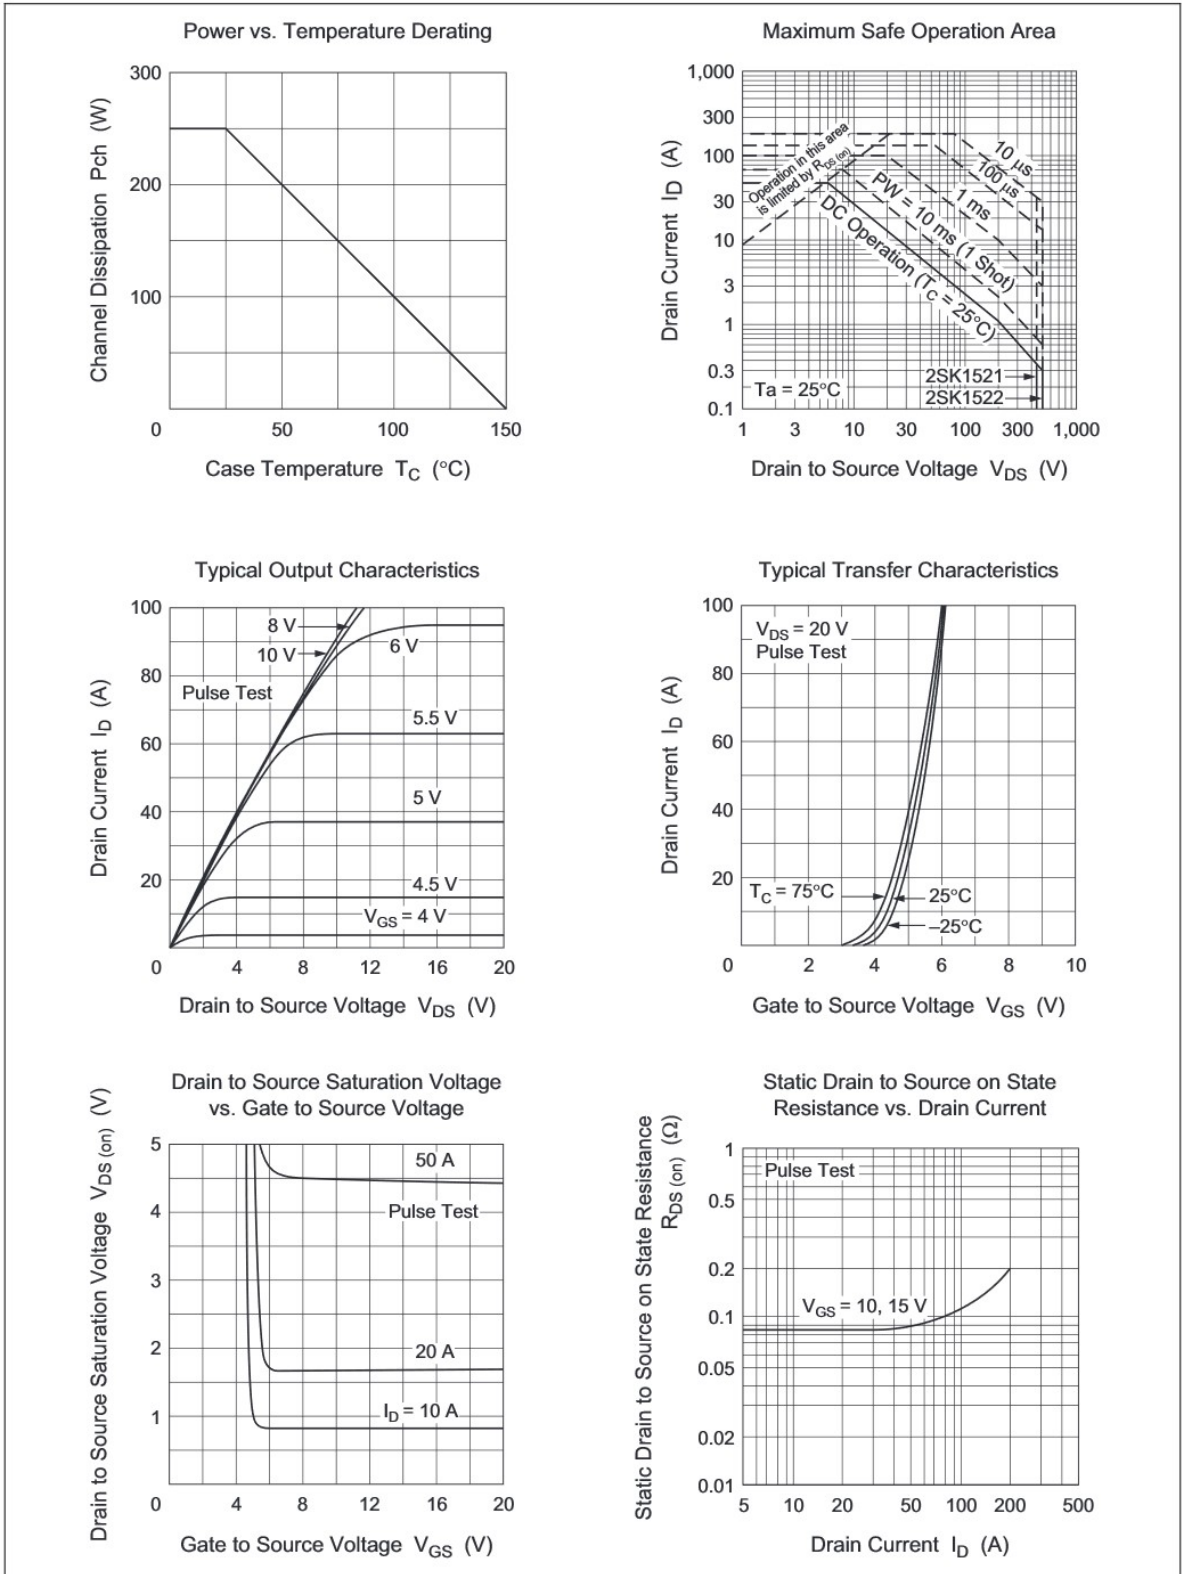 Power vs. Temperature Derating
Channel Dissipation Pch (W)
300
200
100
0
50
100
150
Case Temperature TC (°C)
Maximum Safe Operation Area
Drain Current ID (A)
1,000
300
100
30
10
3
1
0.3
0.1
Operation in this area
is limited by RDS (on)
10 µs
100 µs
1 ms
PW = 10 ms (1 Shot)
DC Operation (TC = 25°C)
Ta = 25°C
2SK1521
2SK1522
1
3
10
30
100
300
1,000
Drain to Source Voltage VDS (V)
Typical Output Characteristics
Drain Current ID (A)
100
80
60
40
20
8 V
10 V
6 V
Pulse Test
5.5 V
5 V
4.5 V
VGS = 4 V
0
4
8
12
16
20
Drain to Source Voltage VDS (V)
Typical Transfer Characteristics
Drain Current ID (A)
100
80
60
40
20
VDS = 20 V
Pulse Test
TC = 75°C
25°C
–25°C
0
2
4
6
8
10
Gate to Source Voltage VGS (V)
Drain to Source Saturation Voltage
vs. Gate to Source Voltage
Drain to Source Saturation Voltage VDS (on) (V)
5
4
3
2
1
50 A
Pulse Test
20 A
ID = 10 A
0
4
8
12
16
20
Gate to Source Voltage VGS (V)
Static Drain to Source on State
Resistance vs. Drain Current
Static Drain to Source on State Resistance
RDS (on) (Ω)
1
0.5
0.2
0.1
0.05
0.02
0.01
Pulse Test
VGS = 10, 15 V
5
10
20
50
100
200
500
Drain Current ID (A)